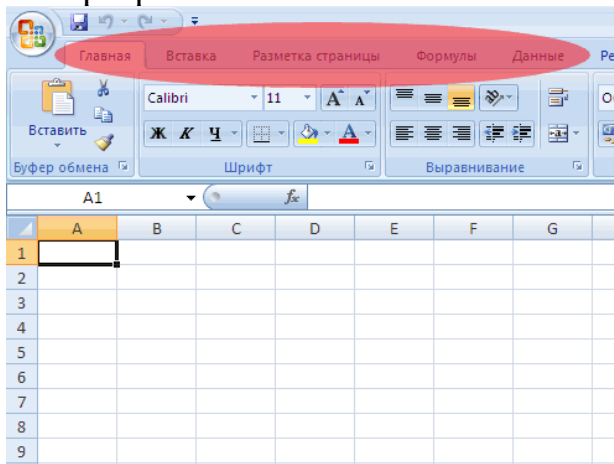 Главная Вставка Разметка страницы Формулы Данные Ре
Calibri 11 A A
Вставить Ж К Ч A
Буфер обмена Шрифт Выравнивание
A1 fx
A B C D E F G
1
2
3
4
5
6
7
8
9